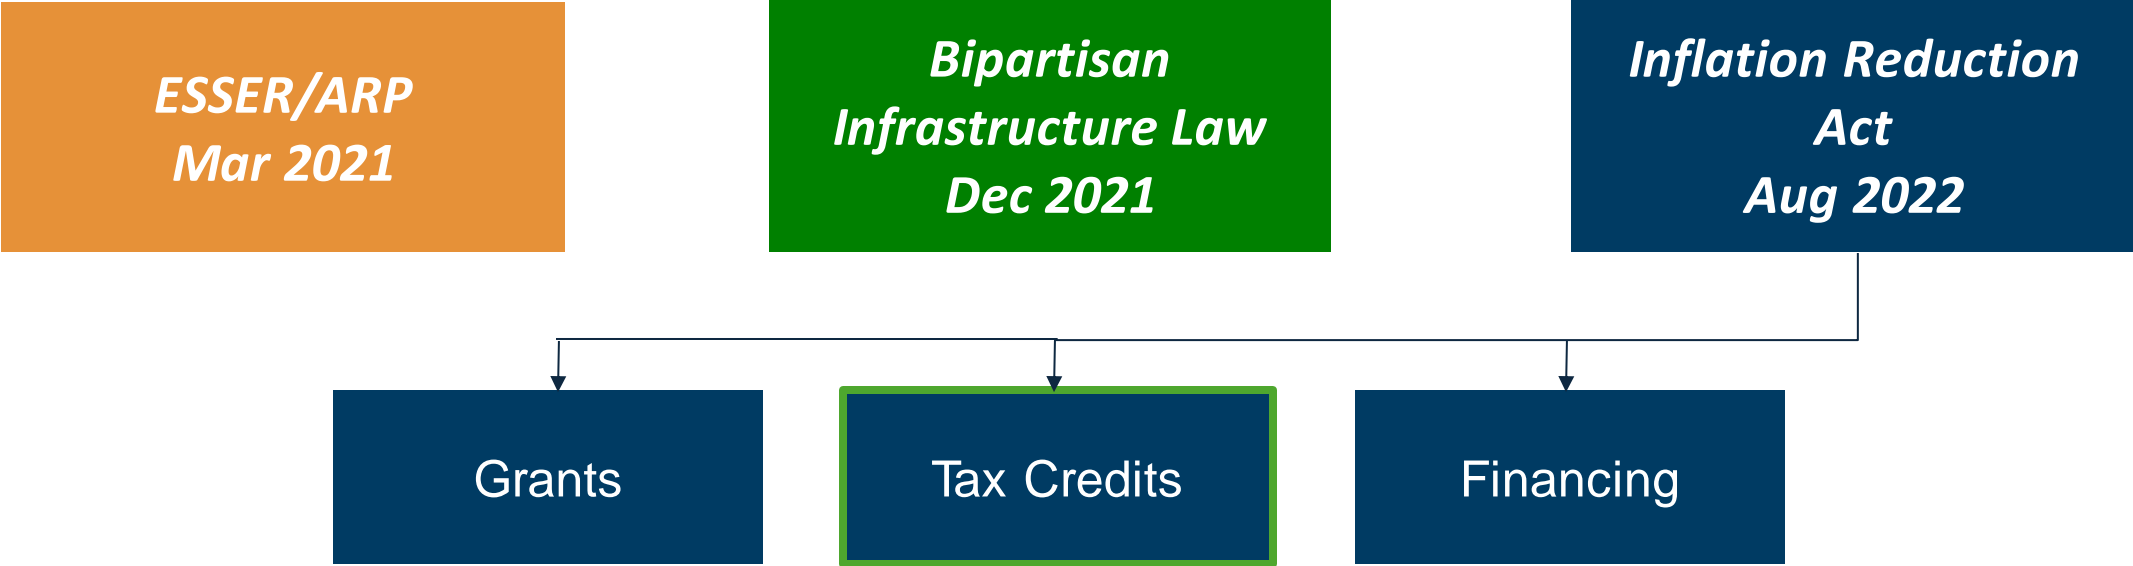 ESSER/ARP
Mar 2021
Bipartisan
Infrastructure Law
Dec 2021
Inflation Reduction
Act
Aug 2022
Grants
Tax Credits
Financing